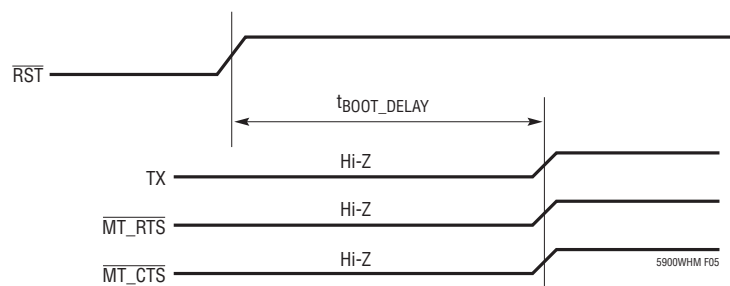 RST
tBOOT_DELAY
TX Hi-Z
MT_RTS Hi-Z
MT_CTS Hi-Z
5900WHM F05